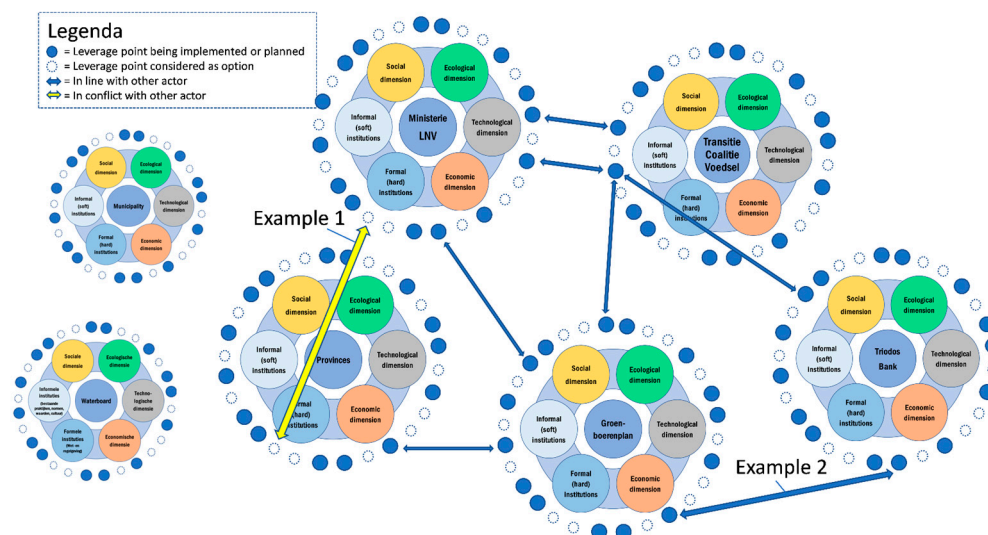 Legenda
= Leverage point being implemented or planned
= Leverage point considered as option
= In line with other actor
= In conflict with other actor
Social
dimension
Ecological
dimension
Informal
(soft)
institutions
Ministerie
LNV
Technological
dimension
Formal
(hard)
institutions
Economic
dimension
Social
dimension
Ecological
dimension
Informal
(soft)
institutions
Transitie
Coalitie
Voedsel
Technological
dimension
Formal
(hard)
institutions
Economic
dimension
Social
dimension
Ecological
dimension
Informal
(soft)
institutions
Municipality
Technological
dimension
Formal
(hard)
institutions
Economic
dimension
Example 1
Social
dimension
Ecological
dimension
Informal
(soft)
institutions
Provinces
Technological
dimension
Formal
(hard)
institutions
Economic
dimension
Social
dimension
Ecological
dimension
Informal
(soft)
institutions
Triodos
Bank
Technological
dimension
Formal
(hard)
institutions
Economic
dimension
Sociale
dimensie
Ecologische
dimensie
Informele
instituties
Waterboard
Techno-
logische
dimensie
Formele
instituties
Economische
dimensie
Social
dimension
Ecological
dimension
Informal
(soft)
institutions
Groen-
boerenplan
Technological
dimension
Formal
(hard)
institutions
Economic
dimension
Example 2